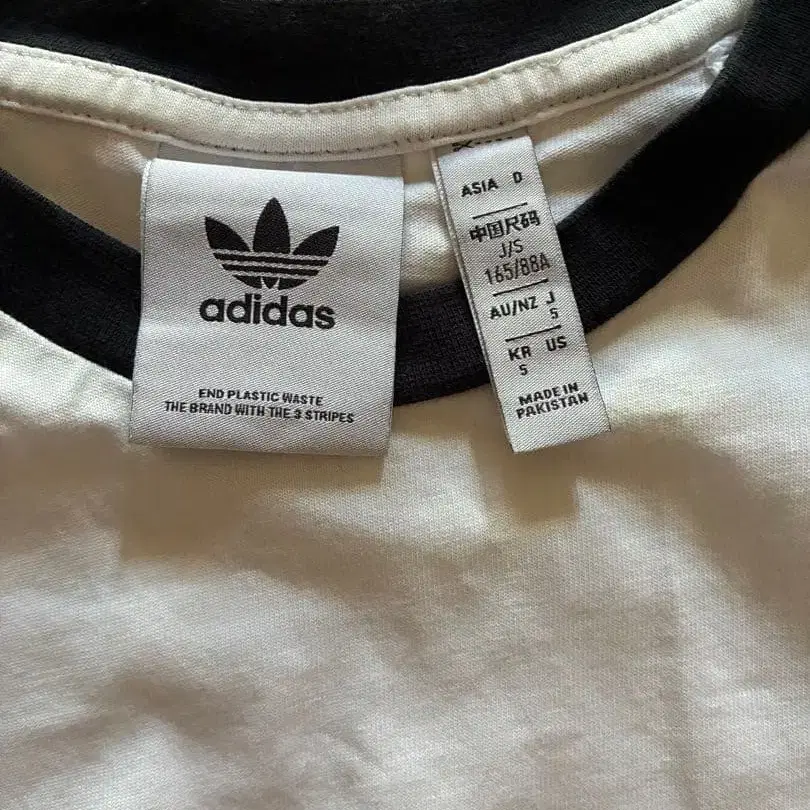 adidas
END PLASTIC WASTE
THE BRAND WITH THE 3 STRIPES
ASIA D
中国尺码
J/S
165/88A
AU/NZ J
S
KR US
S
MADE IN
PAKISTAN